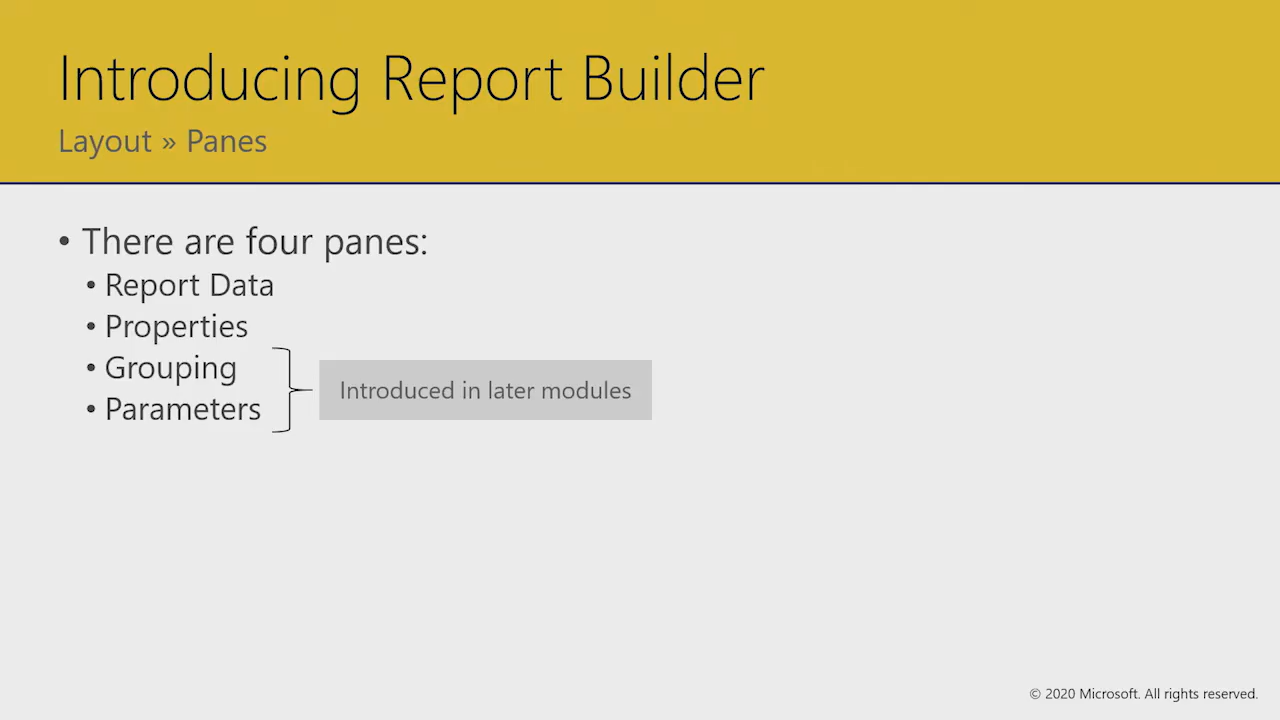 Introducing Report Builder
Layout » Panes
• There are four panes:
• Report Data
• Properties
• Grouping
• Parameters
Introduced in later modules
© 2020 Microsoft. All rights reserved.